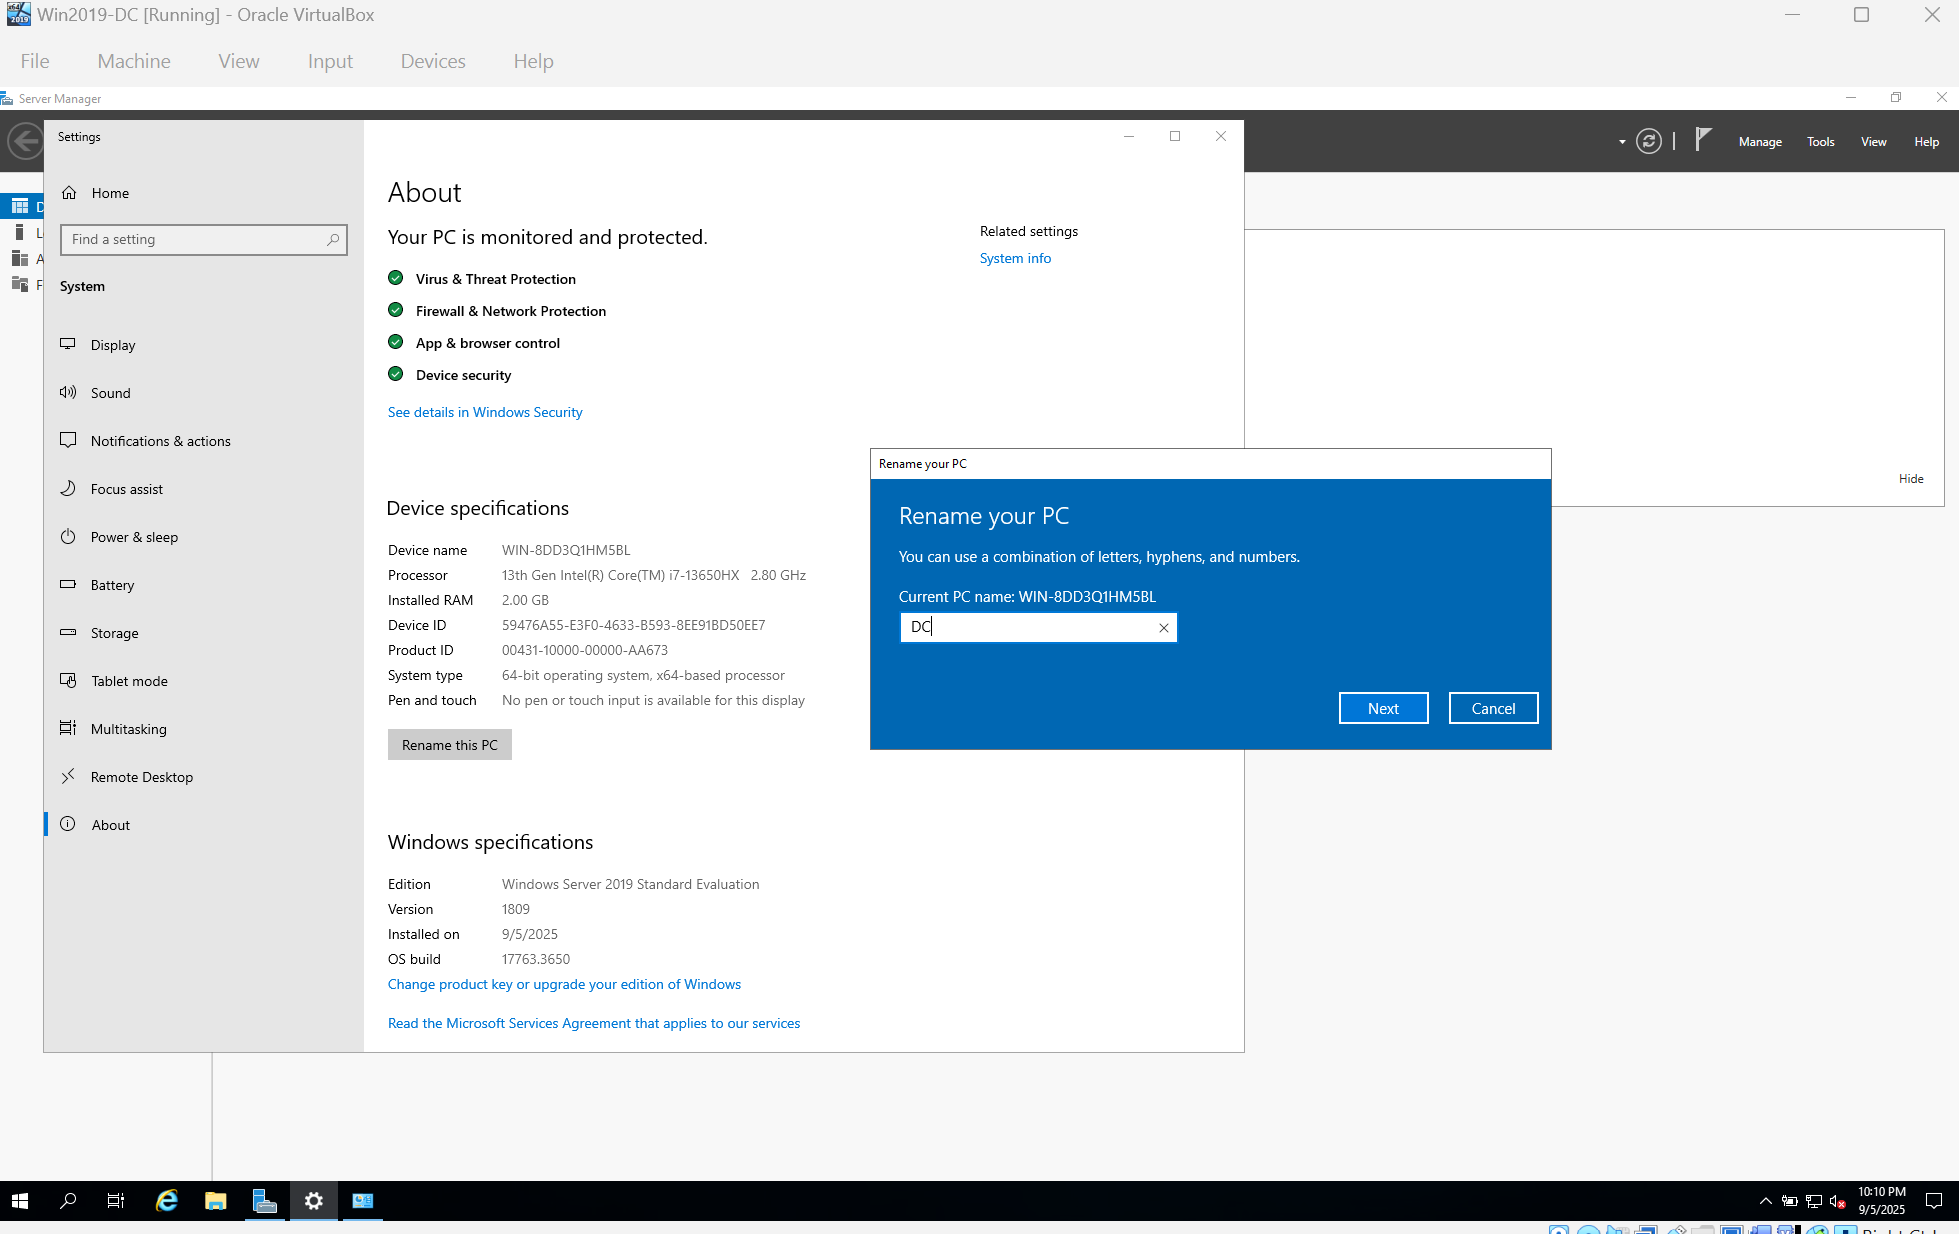 Win2019-DC [Running] - Oracle VirtualBox
File Machine View Input Devices Help
Server Manager
Manage Tools View Help
Settings
Home
Find a setting
System
Display
Sound
Notifications & actions
Focus assist
Power & sleep
Battery
Storage
Tablet mode
Multitasking
Remote Desktop
About
About
Your PC is monitored and protected.
Virus & Threat Protection
Firewall & Network Protection
App & browser control
Device security
See details in Windows Security
Related settings
System info
Device specifications
Device name WIN-8DD3Q1HM5BL
Processor 13th Gen Intel(R) Core(TM) i7-13650HX 2.80 GHz
Installed RAM 2.00 GB
Device ID 59476A55-E3F0-4633-B593-8EE91BD50EE7
Product ID 00431-10000-00000-AA673
System type 64-bit operating system, x64-based processor
Pen and touch No pen or touch input is available for this display
Rename this PC
Windows specifications
Edition Windows Server 2019 Standard Evaluation
Version 1809
Installed on 9/5/2025
OS build 17763.3650
Change product key or upgrade your edition of Windows
Read the Microsoft Services Agreement that applies to our services
Rename your PC
Rename your PC
You can use a combination of letters, hyphens, and numbers.
Current PC name: WIN-8DD3Q1HM5BL
DC
Next Cancel
Hide
10:10 PM
9/5/2025